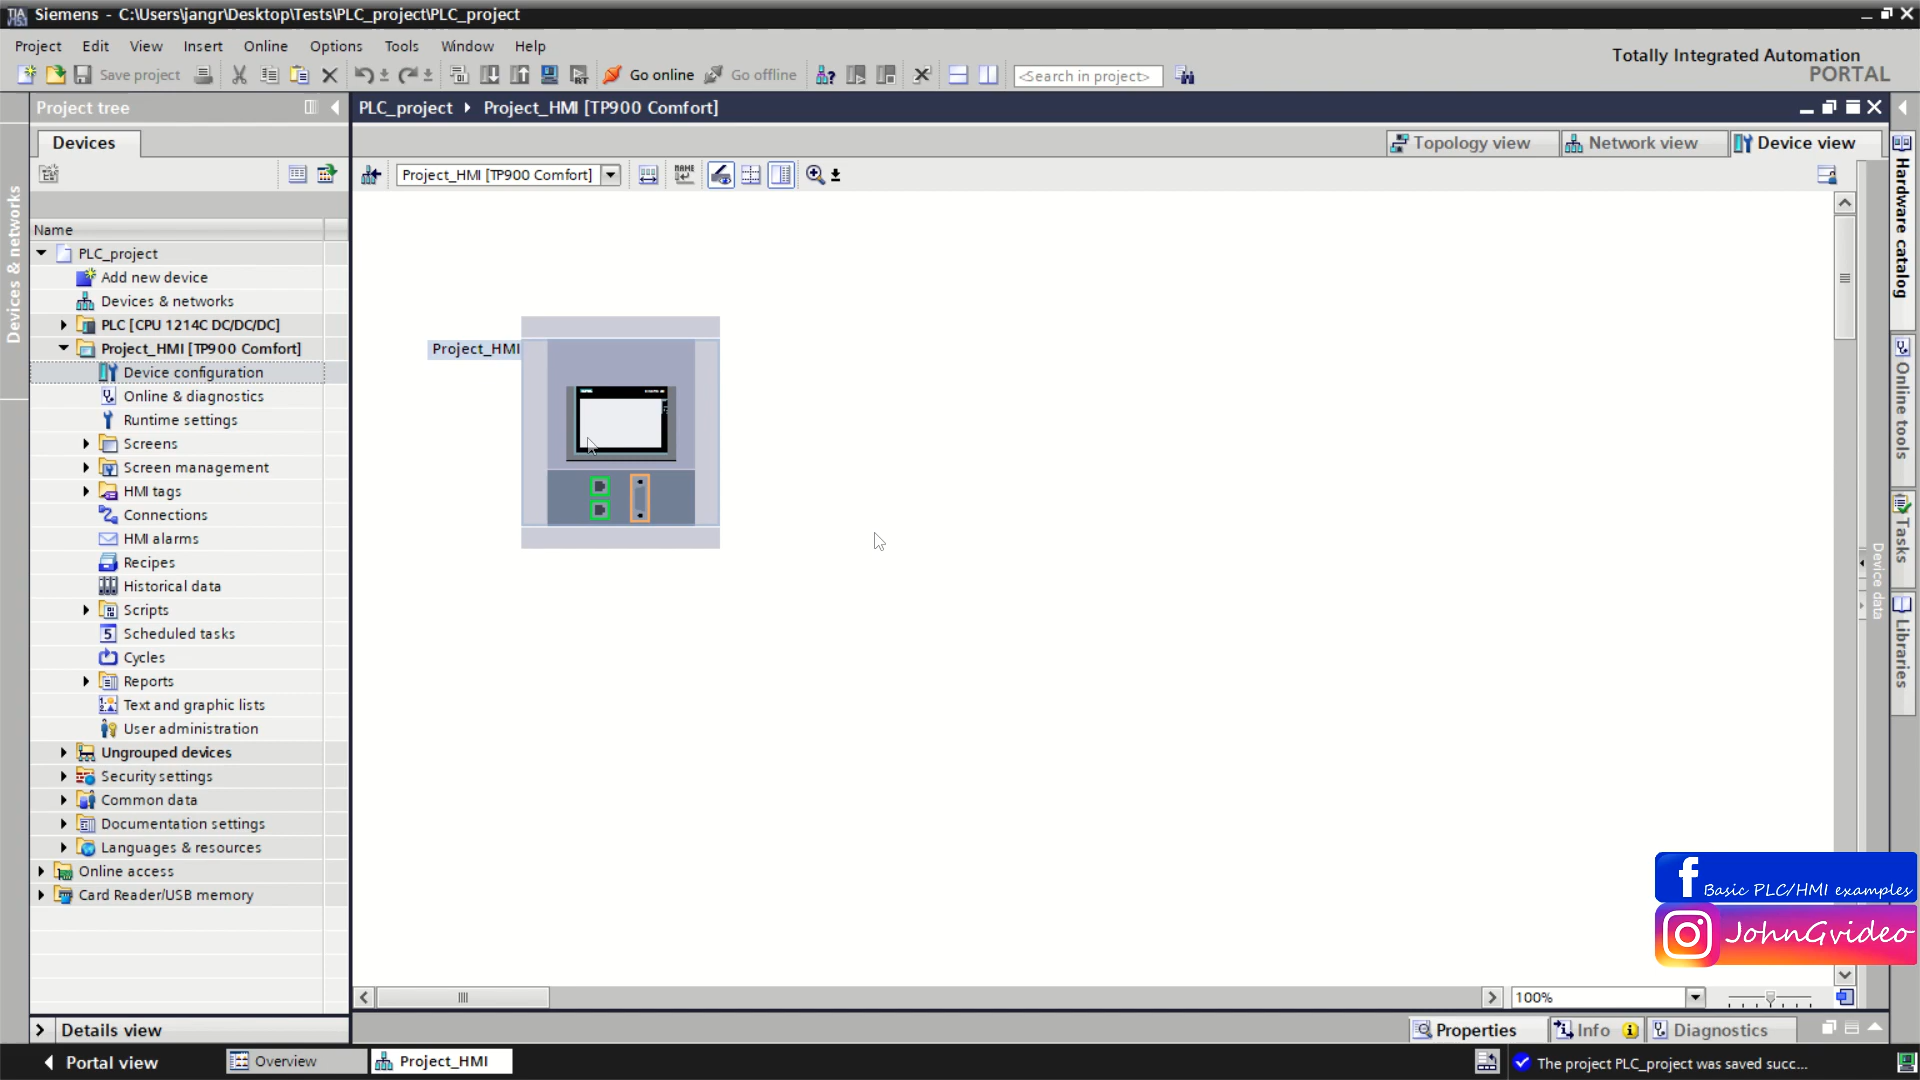 Siemens - C:\Users\jangr\Desktop\Tests\PLC_project\PLC_project
Project Edit View Insert Online Options Tools Window Help
Totally Integrated Automation
PORTAL
Save project
Go online
Go offline
<Search in project>
Project tree
PLC_project Project_HMI [TP900 Comfort]
Devices
Topology view
Network view
Device view
Project_HMI [TP900 Comfort]
NAME
Name
PLC_project
Add new device
Devices & networks
PLC [CPU 1214C DC/DC/DC]
Project_HMI [TP900 Comfort]
Device configuration
Online & diagnostics
Runtime settings
Screens
Screen management
HMI tags
Connections
HMI alarms
Recipes
Historical data
Scripts
Scheduled tasks
Cycles
Reports
Text and graphic lists
User administration
Ungrouped devices
Security settings
Common data
Documentation settings
Languages & resources
Online access
Card Reader/USB memory
Details view
Devices & networks
Project_HMI
Device data
Hardware catalog
Online tools
Tasks
Libraries
Basic PLC/HMI examples
JohnGvideo
100%
Properties
Info
Diagnostics
Portal view
Overview
Project_HMI
The project PLC_project was saved succ...